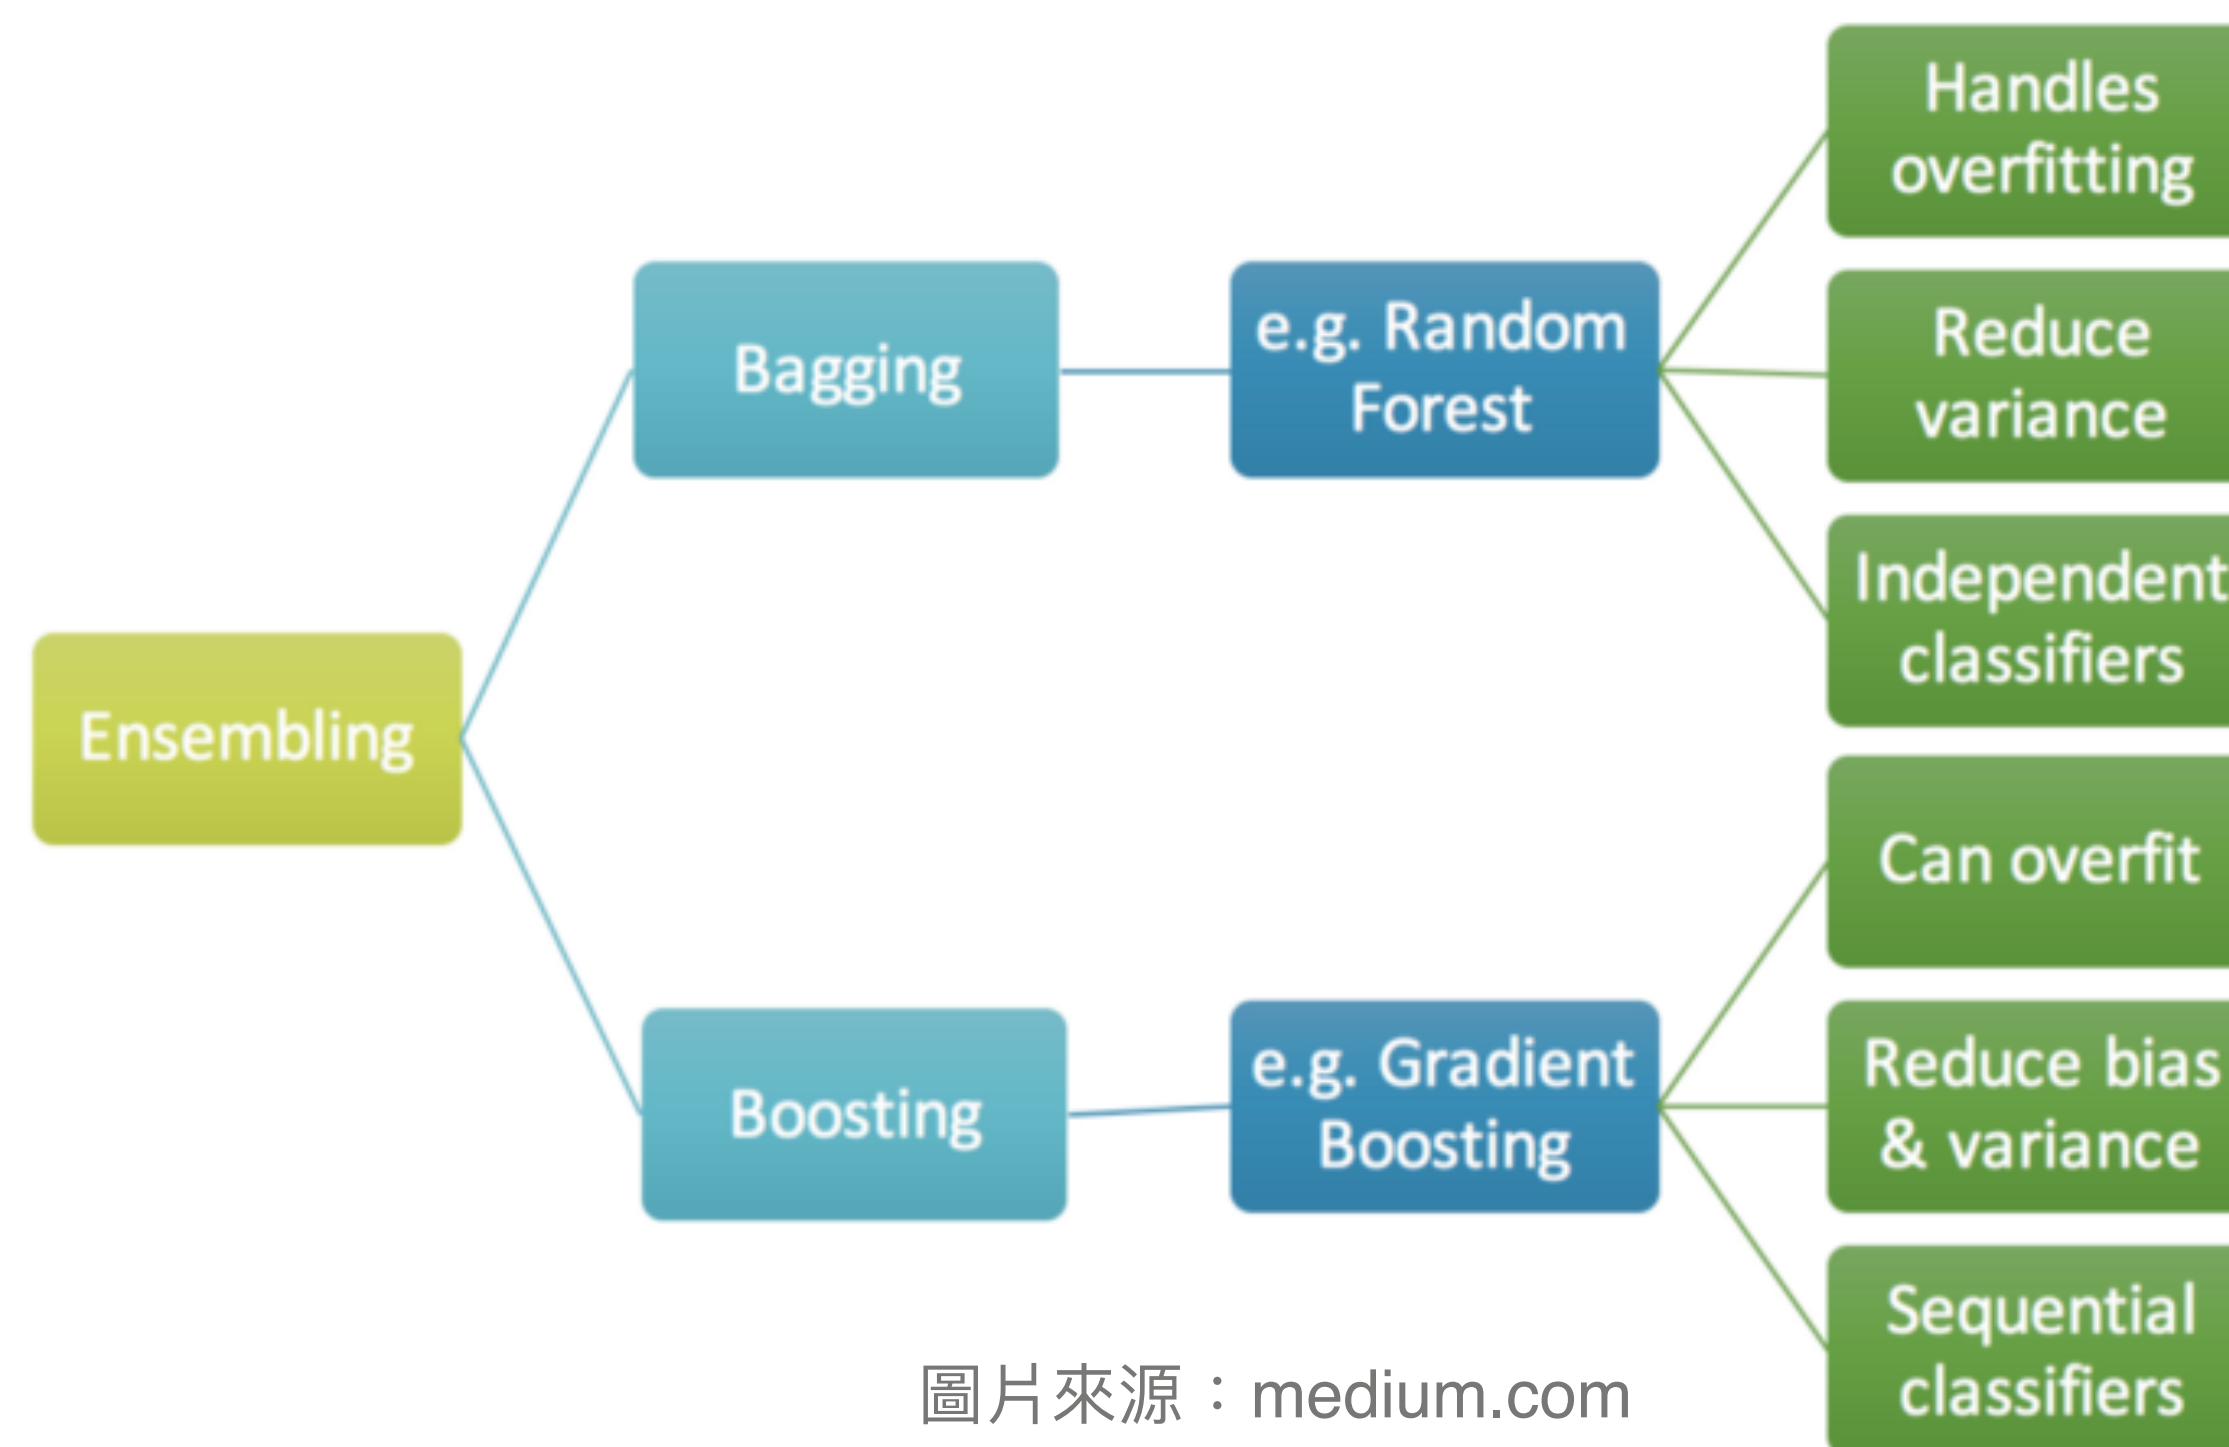 Handles
overfitting
Reduce
variance
Independent
classifiers
Bagging
e.g. Random
Forest
Ensembling
Can overfit
Reduce bias
& variance
Sequential
classifiers
Boosting
e.g. Gradient
Boosting
圖片來源：medium.com